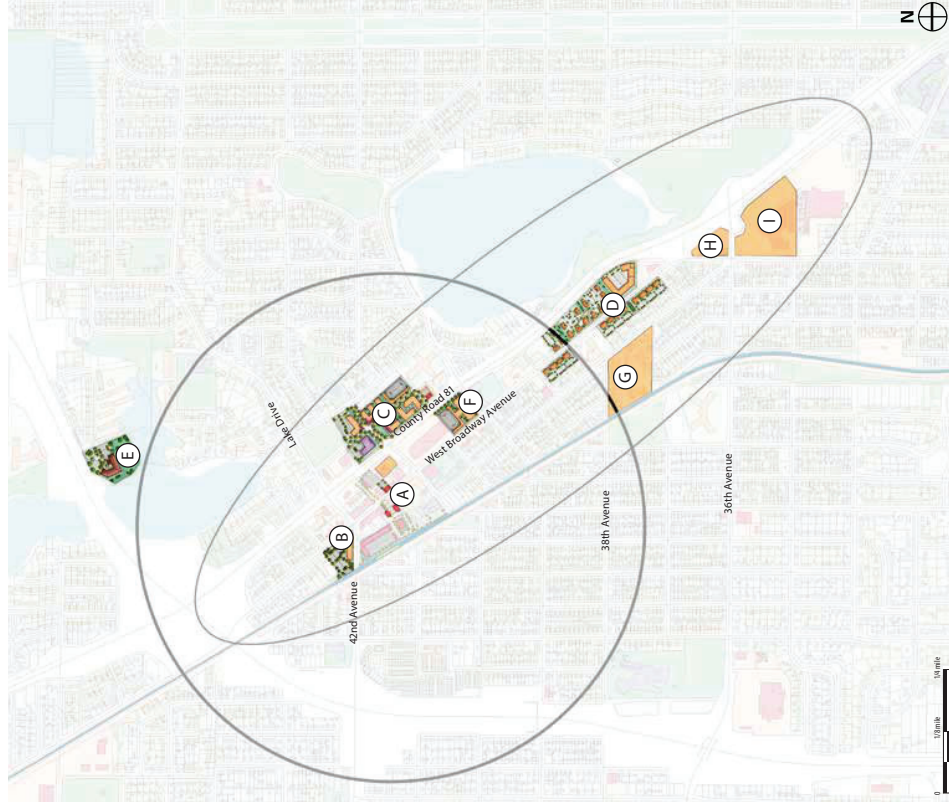 N
E
Lake Drive
C
County Road 81
F
West Broadway Avenue
A
B
42nd Avenue
D
H
I
G
38th Avenue
36th Avenue
0
1/8 mile
1/4 mile